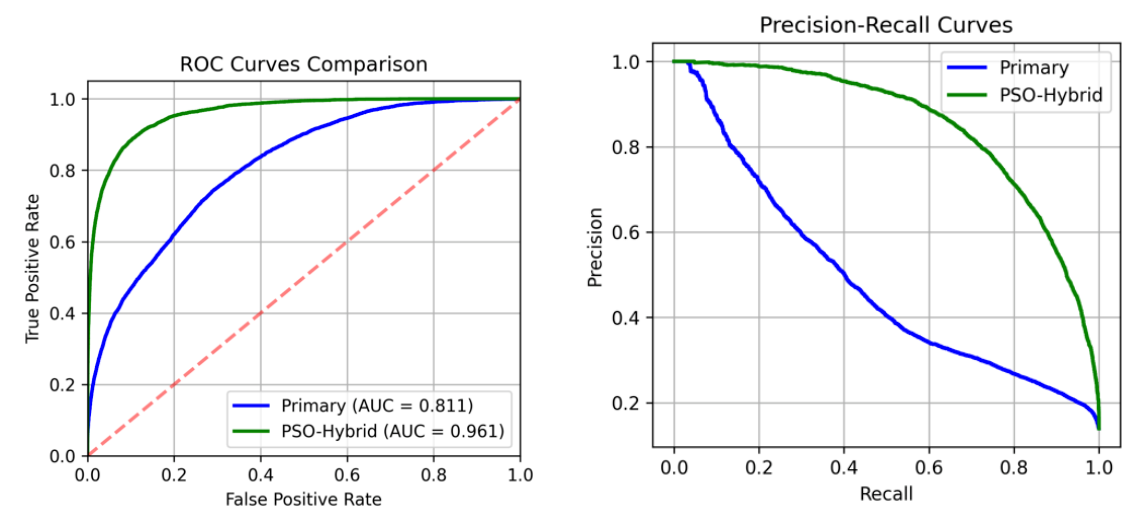 ROC Curves Comparison
1.0
0.8
0.6
0.4
0.2
0.0
True Positive Rate
0.0 0.2 0.4 0.6 0.8 1.0
False Positive Rate
Primary (AUC = 0.811)
PSO-Hybrid (AUC = 0.961)
Precision-Recall Curves
1.0
0.8
0.6
0.4
0.2
Precision
0.0 0.2 0.4 0.6 0.8 1.0
Recall
Primary
PSO-Hybrid